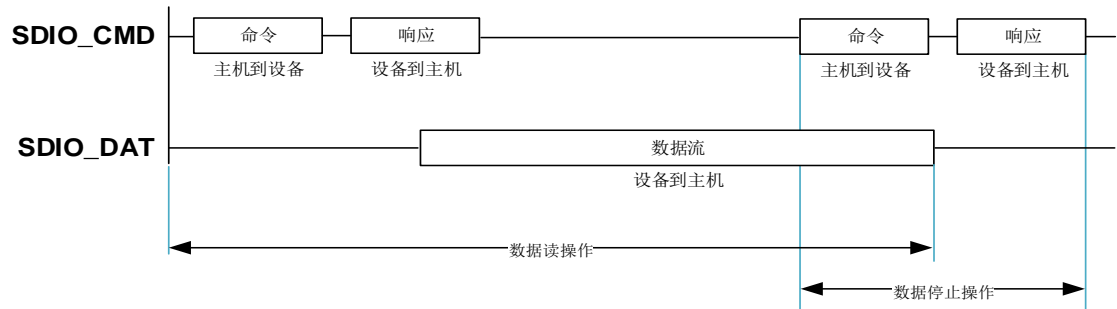 SDIO_CMD 命令 响应 命令 响应
主机到设备 设备到主机 主机到设备 设备到主机
SDIO_DAT 数据流
设备到主机
数据读操作
数据停止操作